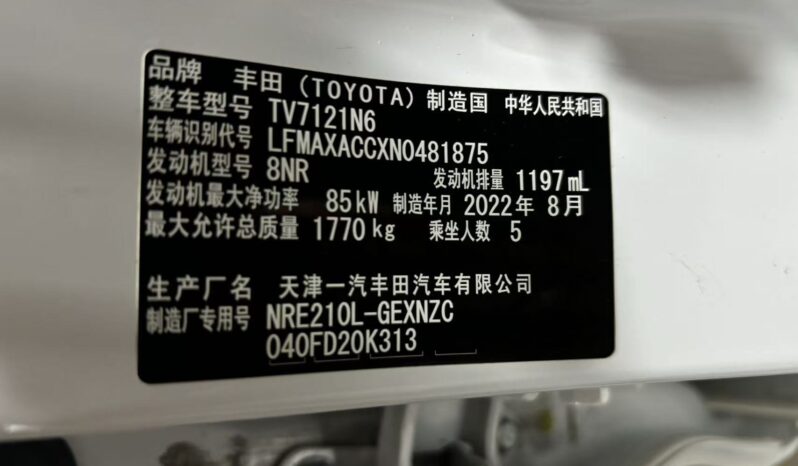 品牌 丰田（TOYOTA）制造国 中华人民共和国
整车型号 TV7121N6
车辆识别代号 LFMAXACCXN0481875
发动机型号 8NR 发动机排量 1197mL
发动机最大净功率 85kW 制造年月 2022年 8月
最大允许总质量 1770kg 乘坐人数 5
生产厂名 天津一汽丰田汽车有限公司
制造厂专用号 NRE210L-GEXNZC
040FD20K313